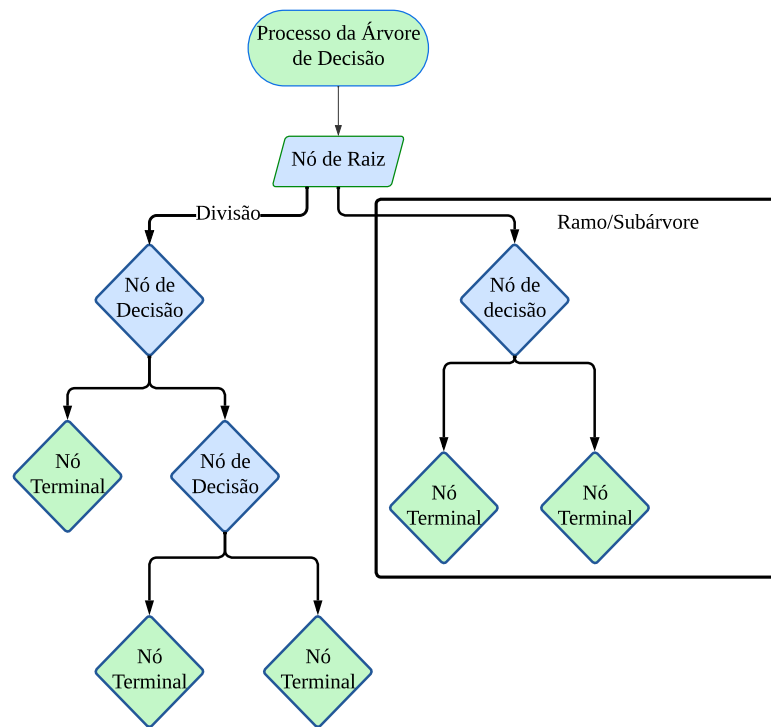 Processo da Árvore
de Decisão
Nó de Raiz
Divisão
Ramo/Subárvore
Nó de
Decisão
Nó de
decisão
Nó
Terminal
Nó de
Decisão
Nó
Terminal
Nó
Terminal
Nó
Terminal
Nó
Terminal